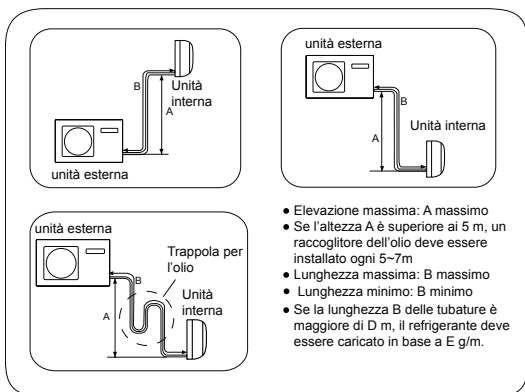 B
Unità
interna
A
unità esterna
unità esterna
B
A
Unità interna
unità esterna
Trappola per
l'olio
B
Unità
interna
A
● Elevazione massima: A massimo
● Se l'altezza A è superiore ai 5 m, un
raccoglitore dell'olio deve essere
installato ogni 5~7m
● Lunghezza massima: B massimo
● Lunghezza minimo: B minimo
● Se la lunghezza B delle tubature è
maggiore di D m, il refrigerante deve
essere caricato in base a E g/m.